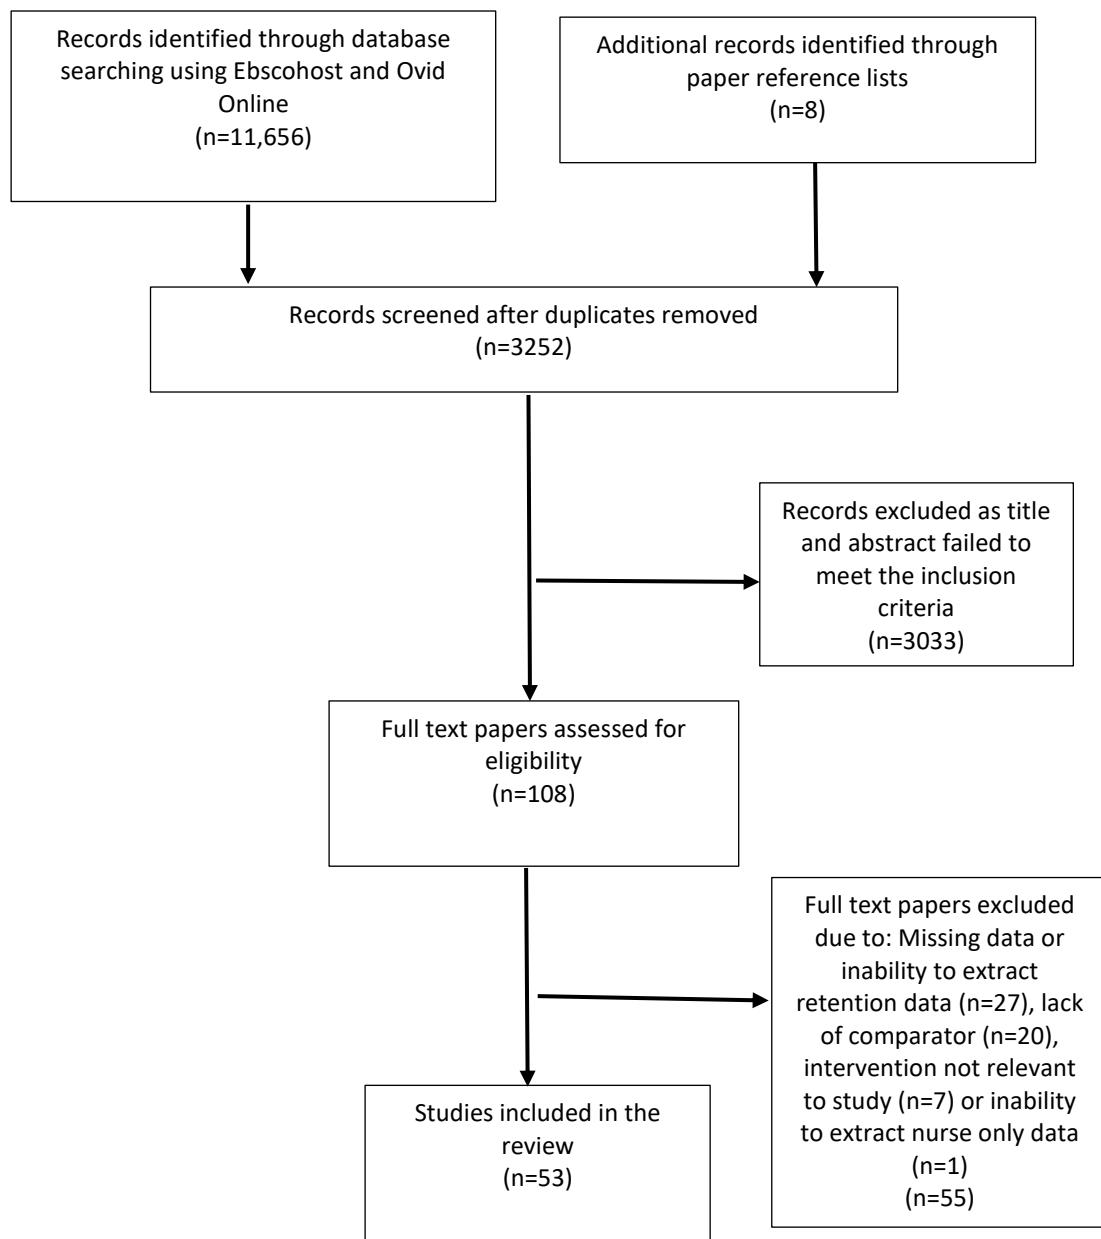 Records identified through database
searching using Ebscohost and Ovid
Online
(n=11,656)
Additional records identified through
paper reference lists
(n=8)
Records screened after duplicates removed
(n=3252)
Records excluded as title
and abstract failed to
meet the inclusion
criteria
(n=3033)
Full text papers assessed for
eligibility
(n=108)
Full text papers excluded
due to: Missing data or
inability to extract
retention data (n=27), lack
of comparator (n=20),
intervention not relevant
to study (n=7) or inability
to extract nurse only data
(n=1)
(n=55)
Studies included in the
review
(n=53)